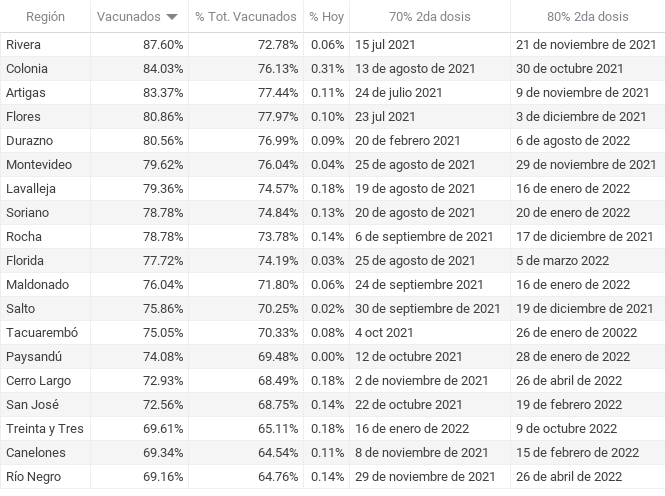 Región Vacunados % Tot. Vacunados % Hoy 70% 2da dosis 80% 2da dosis
Rivera 87.60% 72.78% 0.06% 15 jul 2021 21 de noviembre de 2021
Colonia 84.03% 76.13% 0.31% 13 de agosto de 2021 30 de octubre 2021
Artigas 83.37% 77.44% 0.11% 24 de julio 2021 9 de noviembre de 2021
Flores 80.86% 77.97% 0.10% 23 jul 2021 3 de diciembre de 2021
Durazno 80.56% 76.99% 0.09% 20 de febrero 2021 6 de agosto de 2022
Montevideo 79.62% 76.04% 0.04% 25 de agosto de 2021 29 de noviembre de 2021
Lavalleja 79.36% 74.57% 0.18% 19 de agosto de 2021 16 de enero de 2022
Soriano 78.78% 74.84% 0.13% 20 de agosto de 2021 20 de enero de 2022
Rocha 78.78% 73.78% 0.14% 6 de septiembre de 2021 17 de diciembre de 2021
Florida 77.72% 74.19% 0.03% 25 de agosto de 2021 5 de marzo 2022
Maldonado 76.04% 71.80% 0.06% 24 de septiembre 2021 16 de enero de 2022
Salto 75.86% 70.25% 0.02% 30 de septiembre de 2021 19 de diciembre de 2021
Tacuarembó 75.05% 70.33% 0.08% 4 oct 2021 26 de enero de 20022
Paysandú 74.08% 69.48% 0.00% 12 de octubre 2021 28 de enero de 2022
Cerro Largo 72.93% 68.49% 0.18% 2 de noviembre de 2021 26 de abril de 2022
San José 72.56% 68.75% 0.14% 22 de octubre 2021 19 de febrero 2022
Treinta y Tres 69.61% 65.11% 0.18% 16 de enero de 2022 9 de octubre de 2022
Canelones 69.34% 64.54% 0.11% 8 de noviembre de 2021 15 de febrero de 2022
Río Negro 69.16% 64.76% 0.14% 29 de noviembre de 2021 26 de abril de 2022